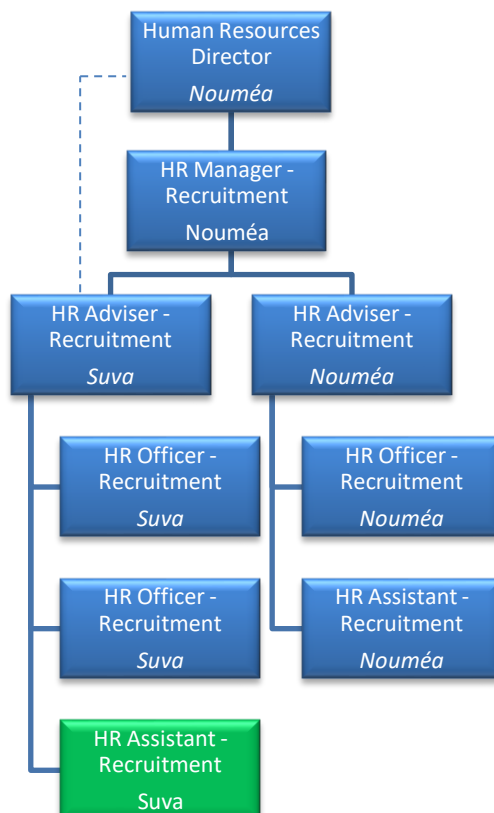 Human Resources
Director
Nouméa
HR Manager -
Recruitment
Nouméa
HR Adviser -
Recruitment
Suva
HR Adviser -
Recruitment
Nouméa
HR Officer -
Recruitment
Suva
HR Officer -
Recruitment
Nouméa
HR Officer -
Recruitment
Suva
HR Assistant -
Recruitment
Nouméa
HR Assistant -
Recruitment
Suva